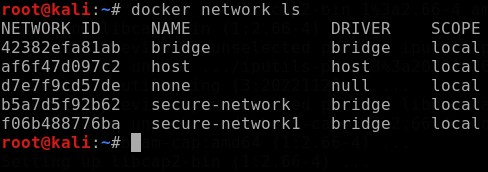 root@kali:~# docker network ls
NETWORK ID     NAME              DRIVER    SCOPE
42382efa81ab   bridge            bridge    local
af6f47d097c2   host              host      local
d7e7f9cd57de   none              null      local
b5a7d5f92b62   secure-network    bridge    local
f06b488776ba   secure-network1   bridge    local
root@kali:~#